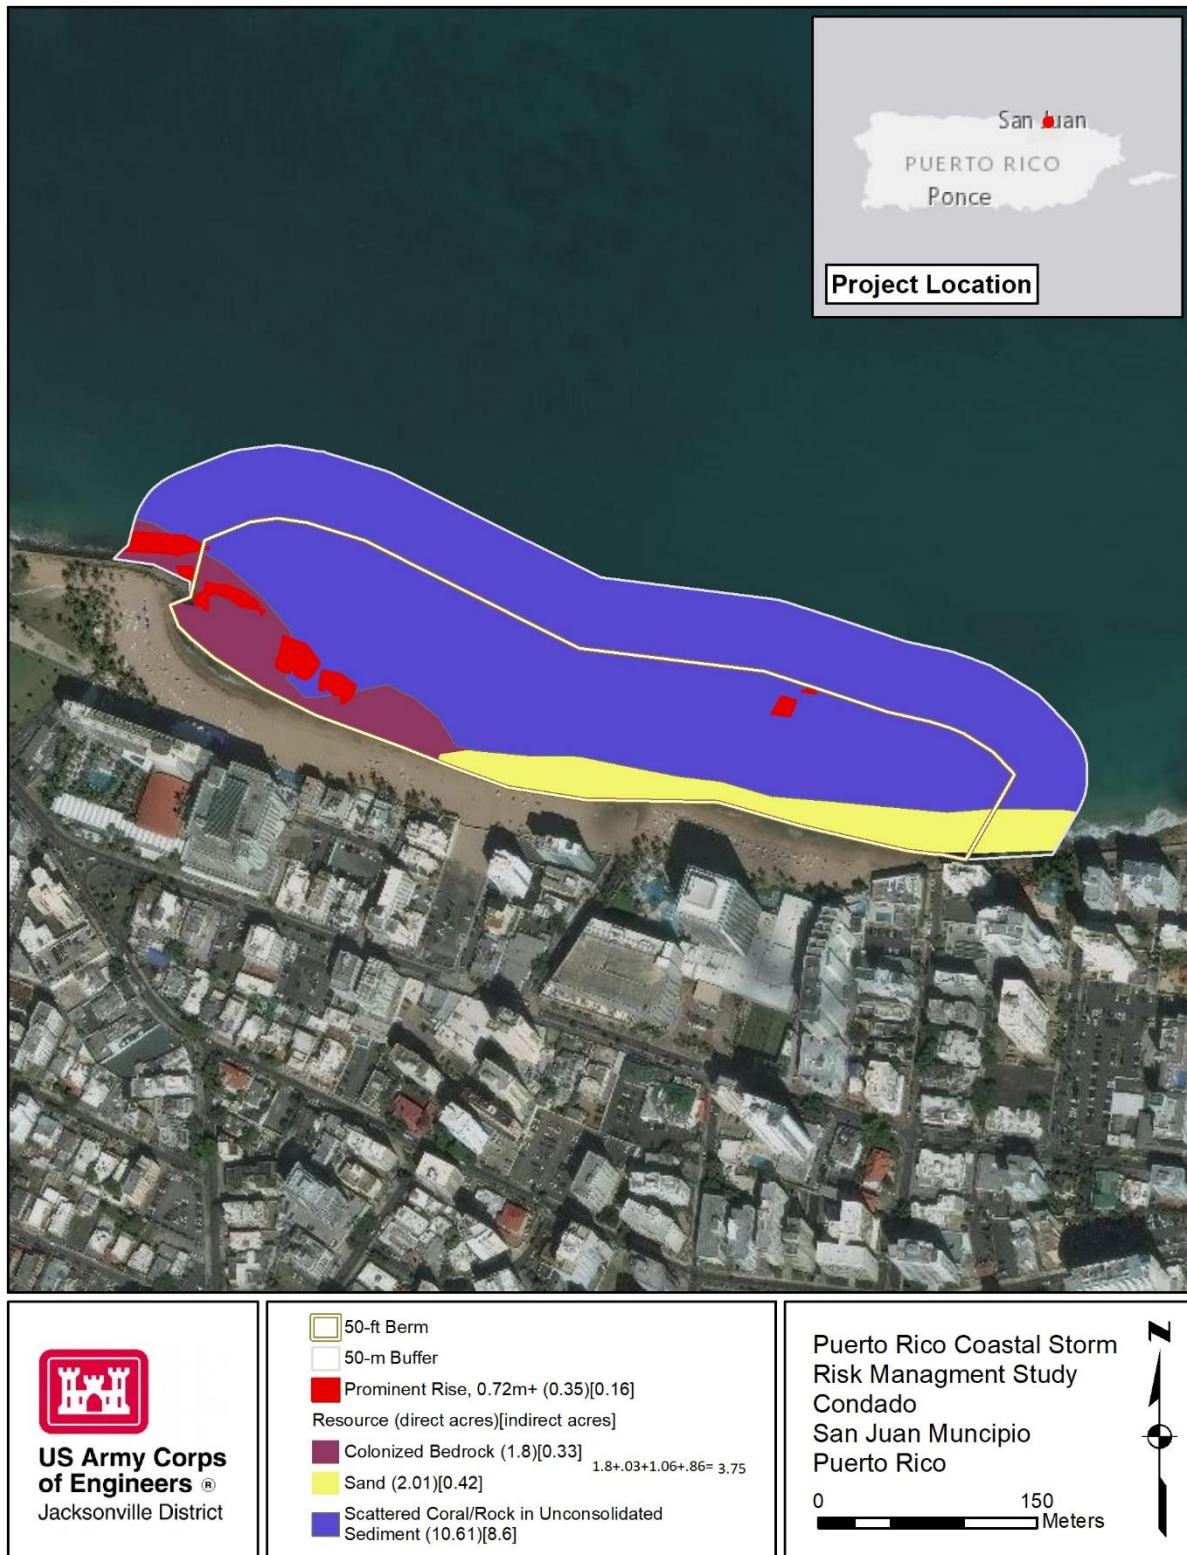 San Juan
PUERTO RICO
Ponce
Project Location
US Army Corps
of Engineers ®
Jacksonville District
50-ft Berm
50-m Buffer
Prominent Rise, 0.72m+ (0.35)[0.16]
Resource (direct acres)[indirect acres]
Colonized Bedrock (1.8)[0.33]
1.8+.03+1.06+.86= 3.75
Sand (2.01)[0.42]
Scattered Coral/Rock in Unconsolidated
Sediment (10.61)[8.6]
Puerto Rico Coastal Storm
Risk Managment Study
Condado
San Juan Muncipio
Puerto Rico
N
0 150
Meters